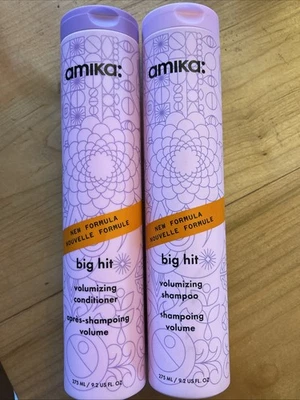 amika:
NEW FORMULA
NOUVELLE FORMULE
big hit
volumizing
conditioner
après-shampoing
volume
275 ML / 9.2 US FL. OZ
amika:
NEW FORMULA
NOUVELLE FORMULE
big hit
volumizing
shampoo
shampoing
volume
275 ML / 9.2 US FL. OZ